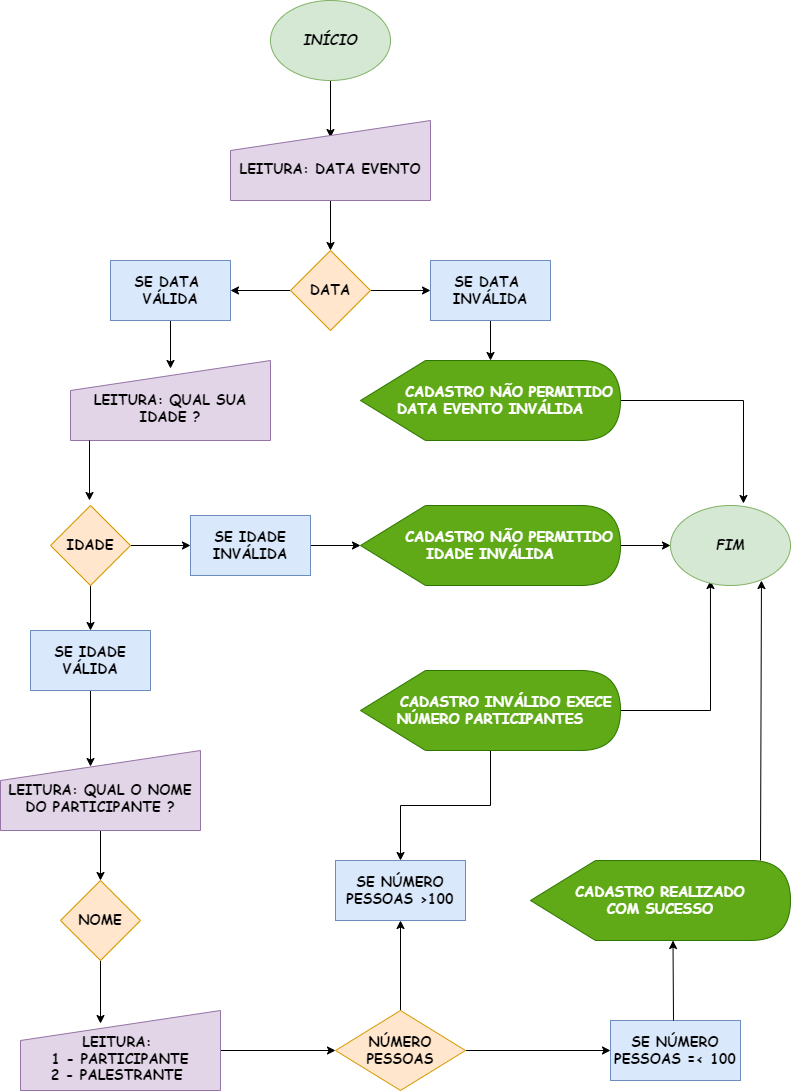 INÍCIO
LEITURA: DATA EVENTO
SE DATA
VÁLIDA
DATA
SE DATA
INVÁLIDA
LEITURA: QUAL SUA
IDADE ?
CADASTRO NÃO PERMITIDO
DATA EVENTO INVÁLIDA
IDADE
SE IDADE
INVÁLIDA
CADASTRO NÃO PERMITIDO
IDADE INVÁLIDA
FIM
SE IDADE
VÁLIDA
CADASTRO INVÁLIDO EXECE
NÚMERO PARTICIPANTES
LEITURA: QUAL O NOME
DO PARTICIPANTE ?
SE NÚMERO
PESSOAS >100
CADASTRO REALIZADO
COM SUCESSO
NOME
LEITURA:
1 - PARTICIPANTE
2 - PALESTRANTE
NÚMERO
PESSOAS
SE NÚMERO
PESSOAS =< 100